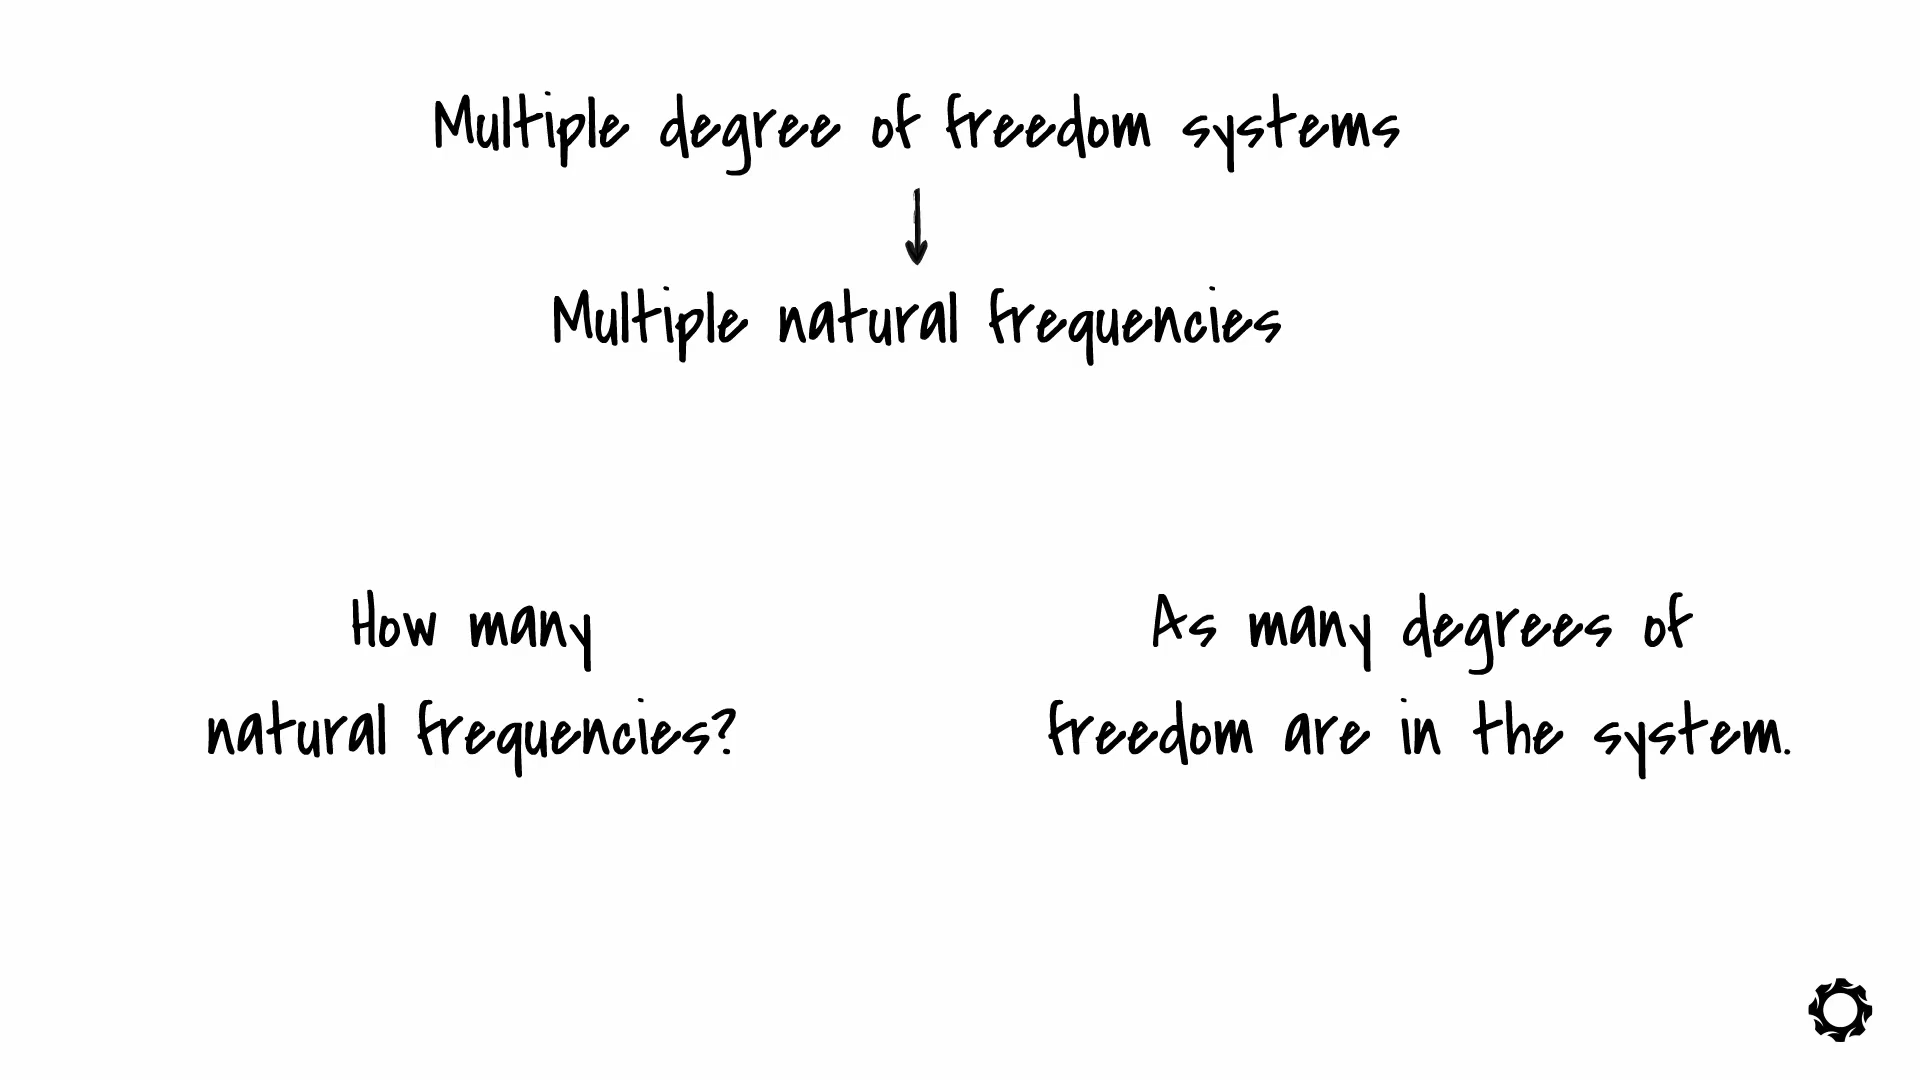 Multiple degree of freedom systems
Multiple natural frequencies
How many
natural frequencies?
As many degrees of
freedom are in the system.